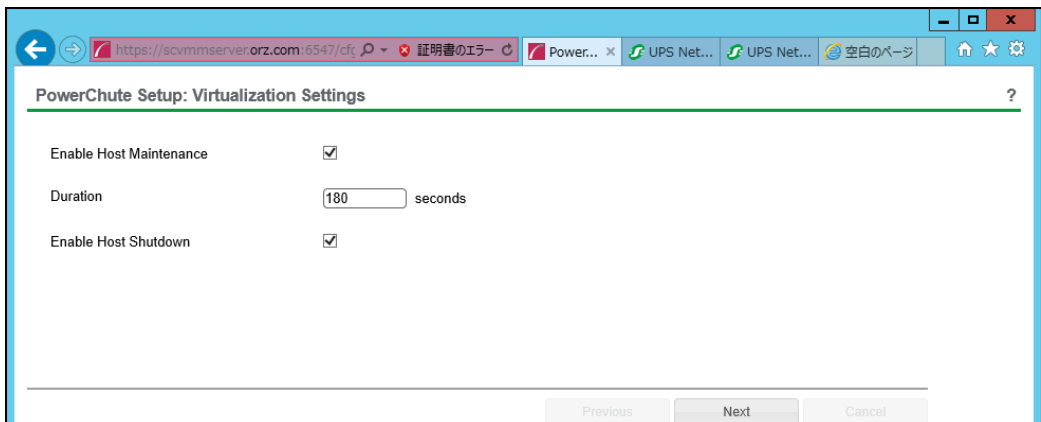 https://scvmmserver.orz.com:6547/cfg 証明書のエラー Power... UPS Net... UPS Net... 空白のページ
PowerChute Setup: Virtualization Settings ?
Enable Host Maintenance
Duration 180 seconds
Enable Host Shutdown
Previous Next Cancel